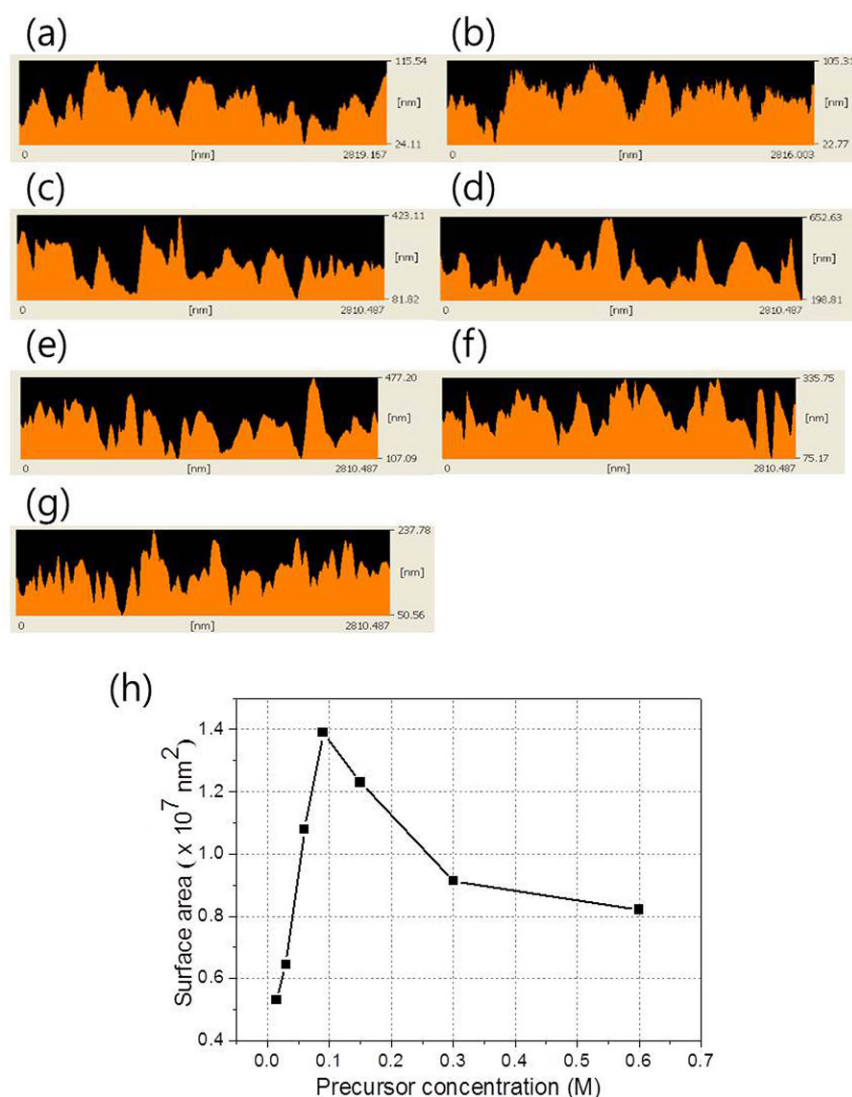 (a)
115.54
[nm]
24.11
0 [nm] 2819.157
(b)
105.31
[nm]
22.77
0 [nm] 2816.003
(c)
423.11
[nm]
81.82
0 [nm] 2810.487
(d)
652.63
[nm]
198.81
0 [nm] 2810.487
(e)
477.20
[nm]
107.09
0 [nm] 2810.487
(f)
335.75
[nm]
75.17
0 [nm] 2810.487
(g)
237.78
[nm]
50.56
0 [nm] 2810.487
(h)
Surface area ( x 10⁷ nm²)
1.4
1.2
1.0
0.8
0.6
0.4
0.0 0.1 0.2 0.3 0.4 0.5 0.6 0.7
Precursor concentration (M)